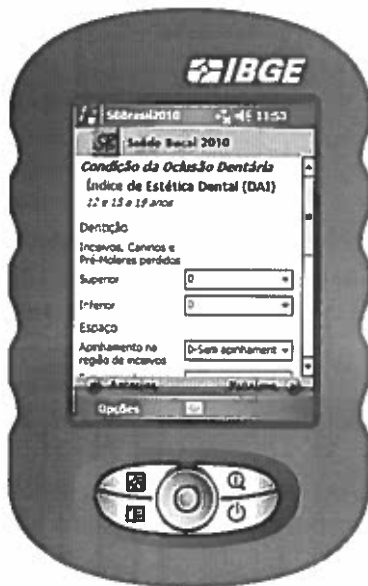 IBGE
SBBrasil2010 11:53
Saúde Bucal 2010
Condição da Oclusão Dentária
Índice de Estética Dental (DAI)
12 e 15 a 19 anos
Dentição
Incisivos, Caninos e
Pré-Molares perdidos
Superior 0
Inferior 0
Espaço
Apinhamento na
região de incisivos 0-Sem apinhament
Opções